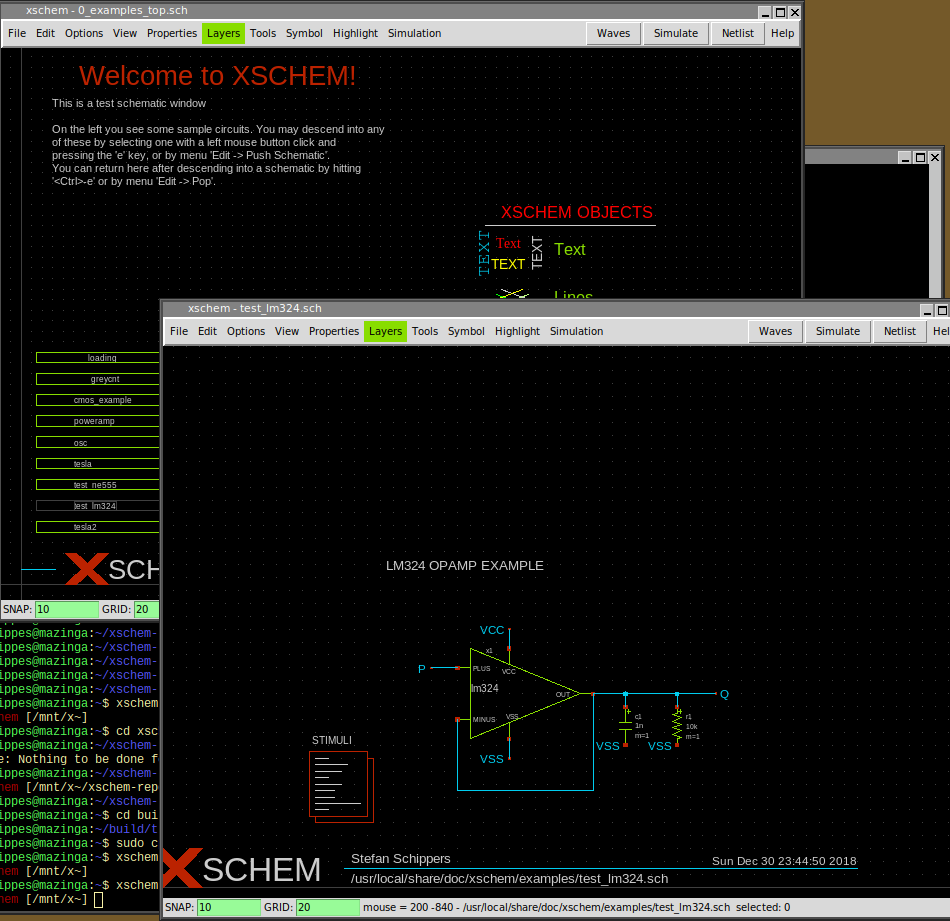 xschem - 0_examples_top.sch
File Edit Options View Properties Layers Tools Symbol Highlight Simulation Waves Simulate Netlist Help
Welcome to XSCHEM!
This is a test schematic window
On the left you see some sample circuits. You may descend into any
of these by selecting one with a left mouse button click and
pressing the 'e' key, or by menu 'Edit -> Push Schematic'.
You can return here after descending into a schematic by hitting
'<Ctrl>-e' or by menu 'Edit -> Pop'.
XSCHEM OBJECTS
TEXT Text TEXT TEXT Text
Lines
loading
greycnt
cmos_example
poweramp
osc
tesla
test_ne555
test_lm324
tesla2
XSCH
SNAP: 10 GRID: 20
ippes@mazinga:~/xschem-
ippes@mazinga:~/xschem-
ippes@mazinga:~/xschem-
ippes@mazinga:~/xschem-
ippes@mazinga:~/xschem-
ippes@mazinga:~$ xschem
hem [/mnt/x~]
ippes@mazinga:~$ cd xsc
ippes@mazinga:~/xschem-
e: Nothing to be done f
ippes@mazinga:~/xschem-
hem [/mnt/x~/xschem-rep
ippes@mazinga:~/xschem-
ippes@mazinga:~$ cd bui
ippes@mazinga:~/build/t
ippes@mazinga:~$ sudo c
ippes@mazinga:~$ xschem
hem [/mnt/x~]
ippes@mazinga:~$ xschem
hem [/mnt/x~]
xschem - test_lm324.sch
File Edit Options View Properties Layers Tools Symbol Highlight Simulation Waves Simulate Netlist Hel
LM324 OPAMP EXAMPLE
VCC
x1
P PLUS VCC
lm324
OUT Q
MINUS VSS
c1
1n
m=1
r1
10k
m=1
VSS VSS
VSS
STIMULI
XSCHEM
Stefan Schippers Sun Dec 30 23:44:50 2018
/usr/local/share/doc/xschem/examples/test_lm324.sch
SNAP: 10 GRID: 20 mouse = 200 -840 - /usr/local/share/doc/xschem/examples/test_lm324.sch selected: 0